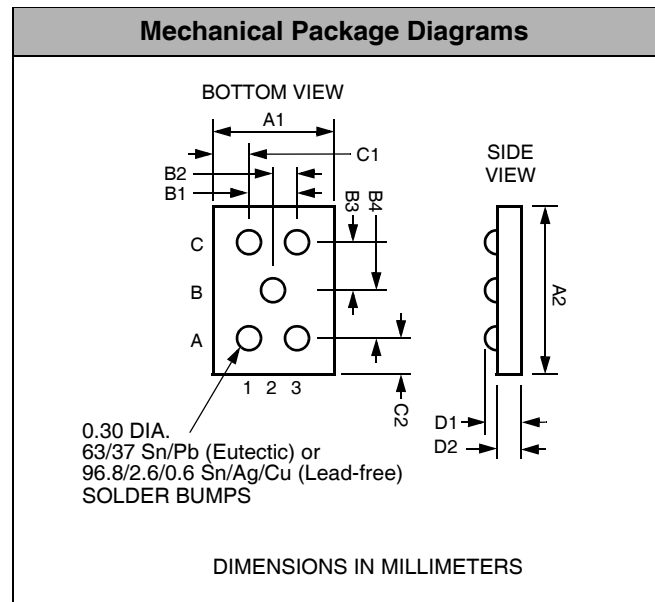 Mechanical Package Diagrams
BOTTOM VIEW
A1
C1
B2
B1
B3
B4
SIDE
VIEW
C
B
A
A2
1 2 3
C2
D1
D2
0.30 DIA.
63/37 Sn/Pb (Eutectic) or
96.8/2.6/0.6 Sn/Ag/Cu (Lead-free)
SOLDER BUMPS
DIMENSIONS IN MILLIMETERS